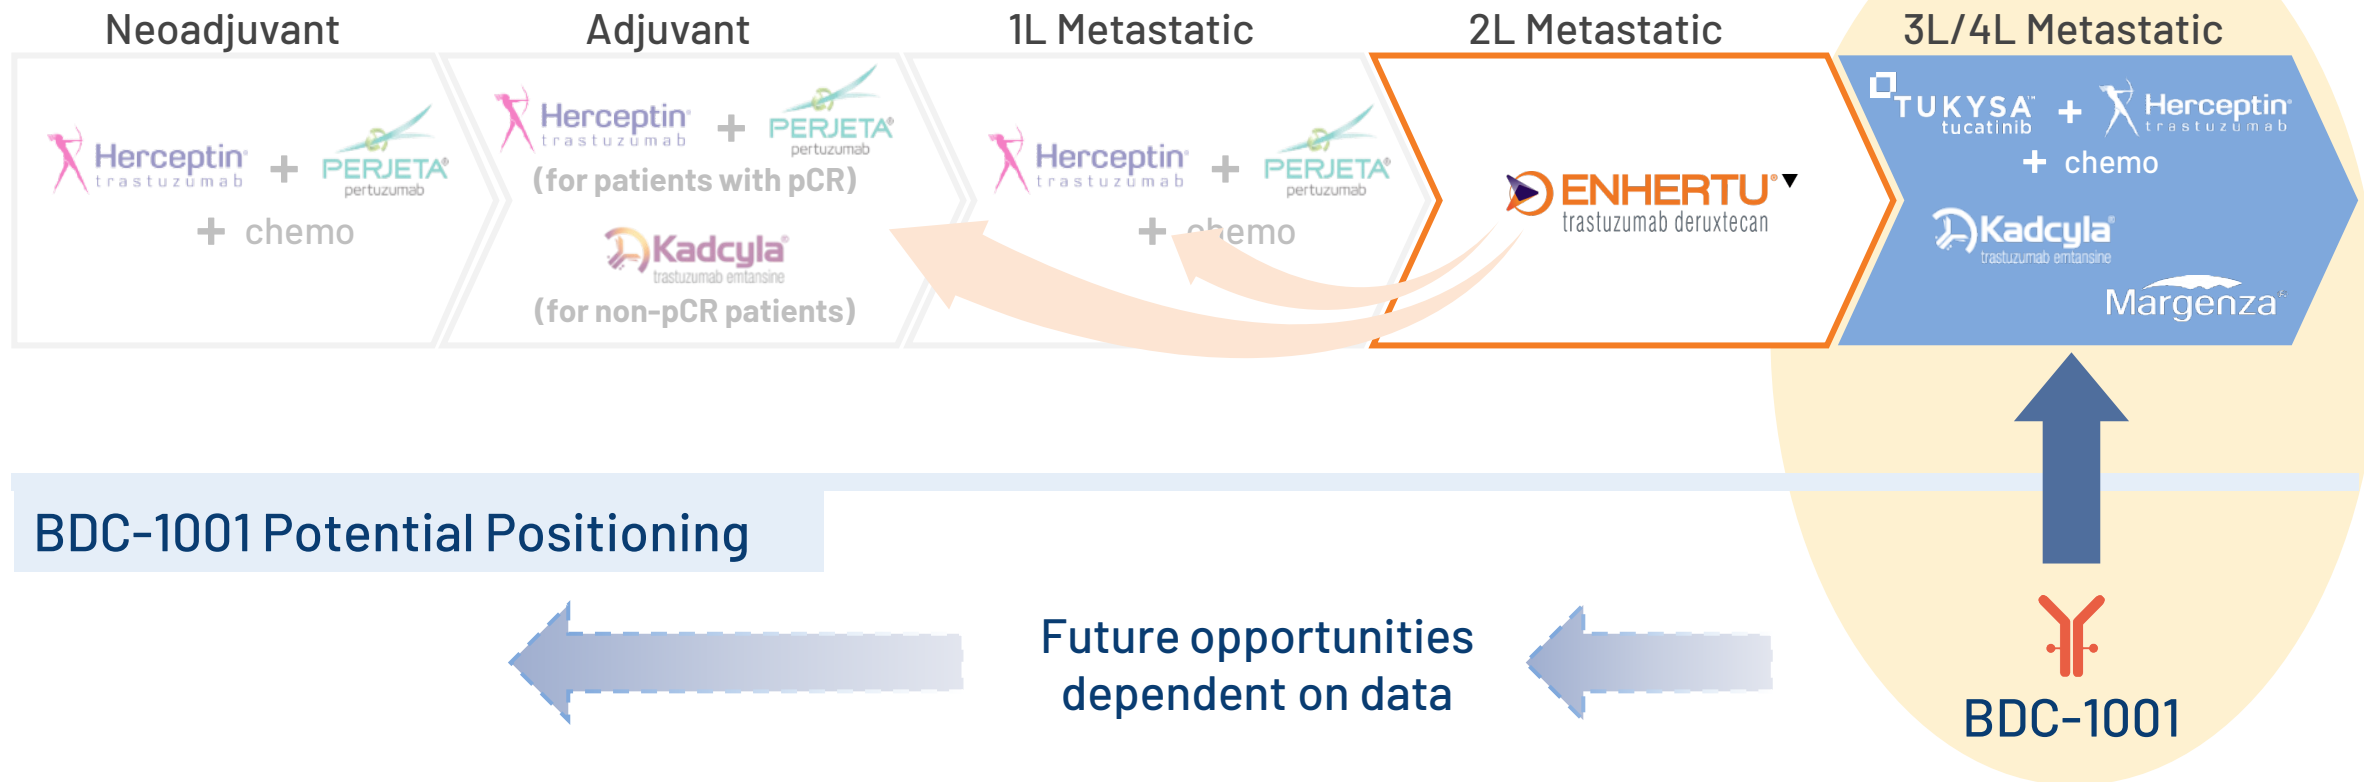 Neoadjuvant
Herceptin®
trastuzumab
+
PERJETA®
pertuzumab
+ chemo
Adjuvant
Herceptin®
trastuzumab
+
PERJETA®
pertuzumab
(for patients with pCR)
Kadcyla®
trastuzumab emtansine
(for non-pCR patients)
1L Metastatic
Herceptin®
trastuzumab
+
PERJETA®
pertuzumab
+ chemo
2L Metastatic
ENHERTU®▼
trastuzumab deruxtecan
3L/4L Metastatic
TUKYSA™
tucatinib
+
Herceptin®
trastuzumab
+ chemo
Kadcyla®
trastuzumab emtansine
Margenza®
BDC-1001 Potential Positioning
Future opportunities
dependent on data
BDC-1001